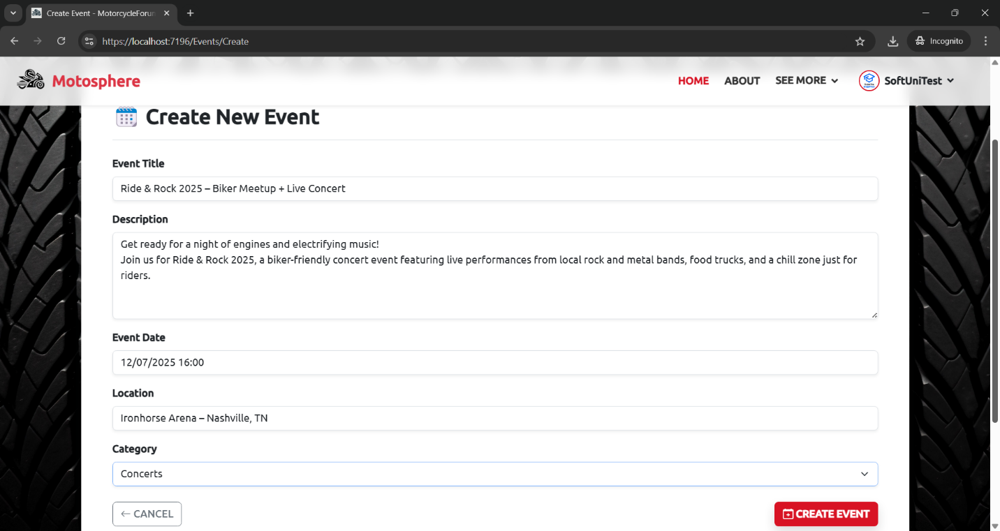 Create Event - MotorcycleForum
https://localhost:7196/Events/Create
Incognito
Motosphere
HOME
ABOUT
SEE MORE
SoftUniTest
Create New Event
Event Title
Ride & Rock 2025 – Biker Meetup + Live Concert
Description
Get ready for a night of engines and electrifying music!
Join us for Ride & Rock 2025, a biker-friendly concert event featuring live performances from local rock and metal bands, food trucks, and a chill zone just for
riders.
Event Date
12/07/2025 16:00
Location
Ironhorse Arena – Nashville, TN
Category
Concerts
← CANCEL
CREATE EVENT